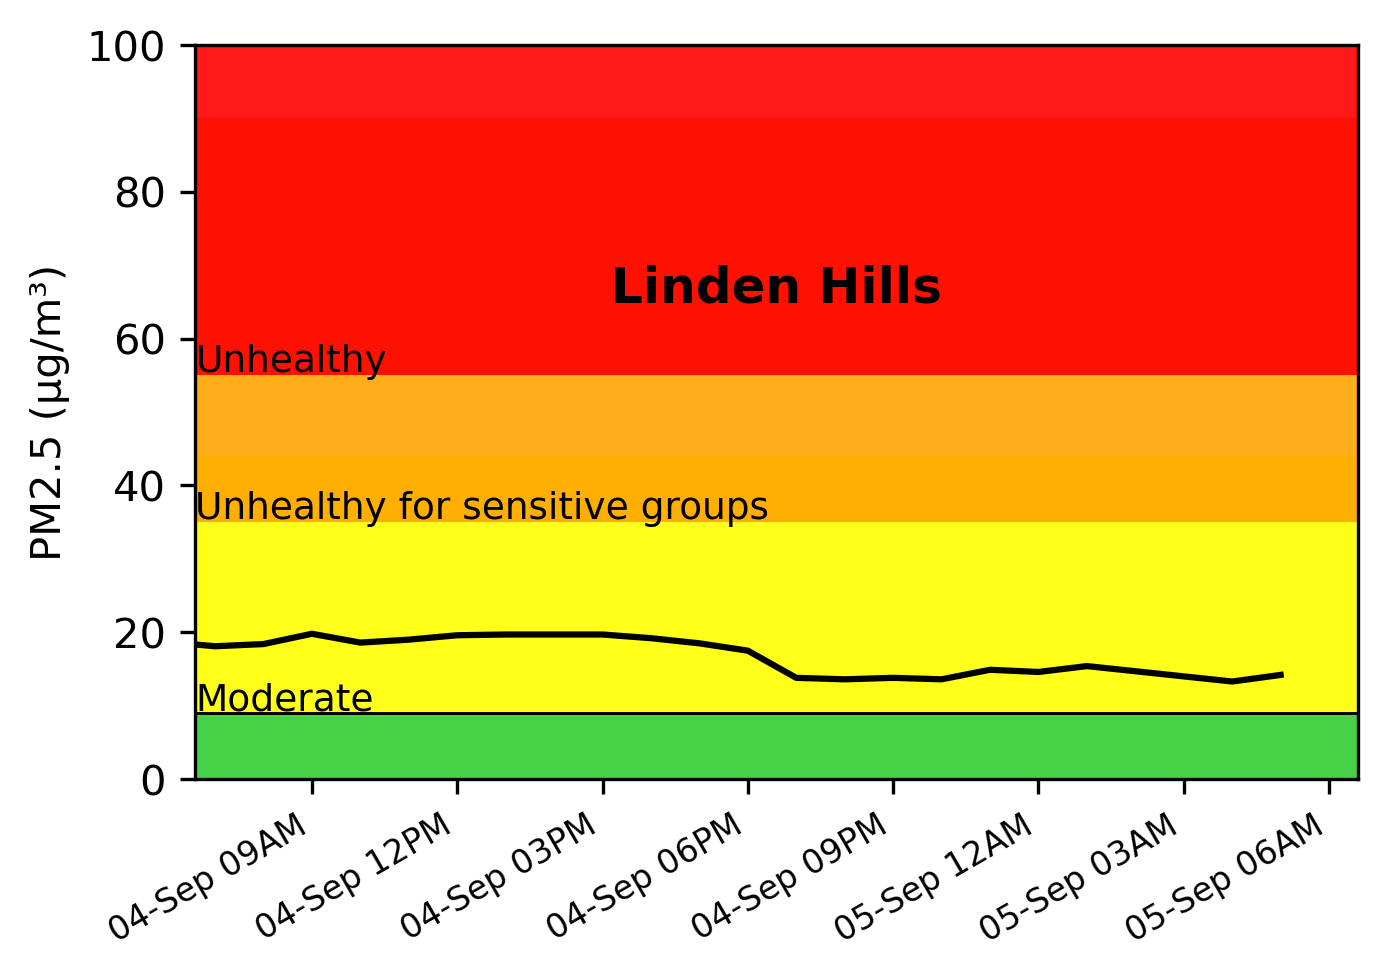 100
80
60
40
20
0
PM2.5 (µg/m³)
Linden Hills
Unhealthy
Unhealthy for sensitive groups
Moderate
04-Sep 09AM
04-Sep 12PM
04-Sep 03PM
04-Sep 06PM
04-Sep 09PM
05-Sep 12AM
05-Sep 03AM
05-Sep 06AM